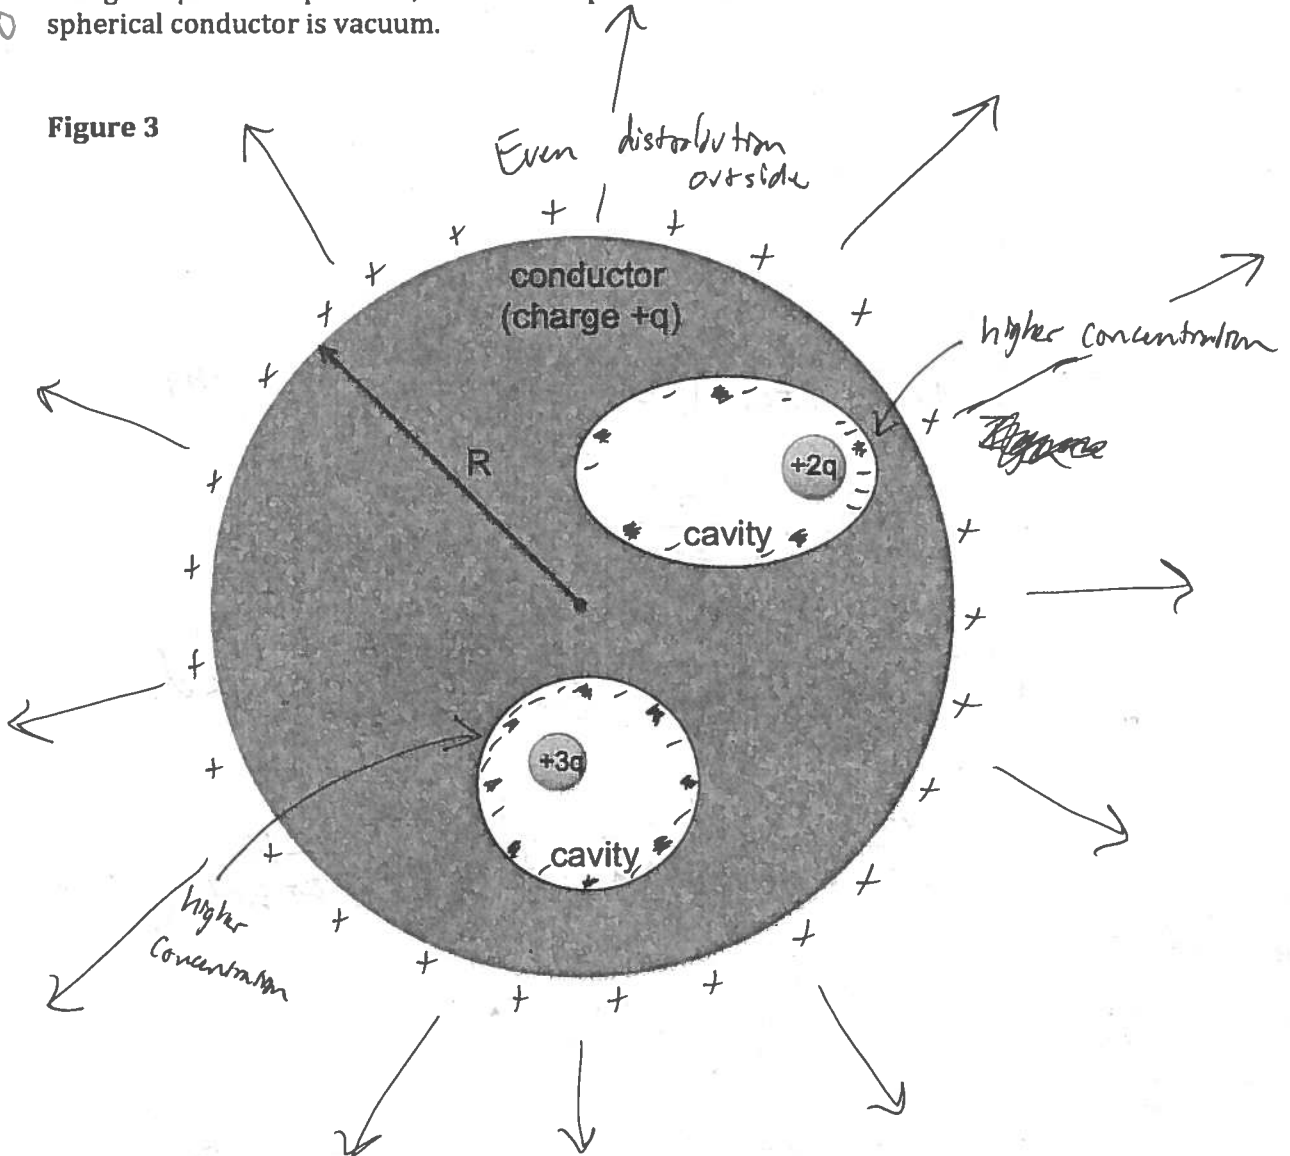 spherical conductor is vacuum.
Figure 3
Even distribution
outside
conductor
(charge +q)
higher concentration
R
+2q
cavity
+3q
cavity
higher
concentration